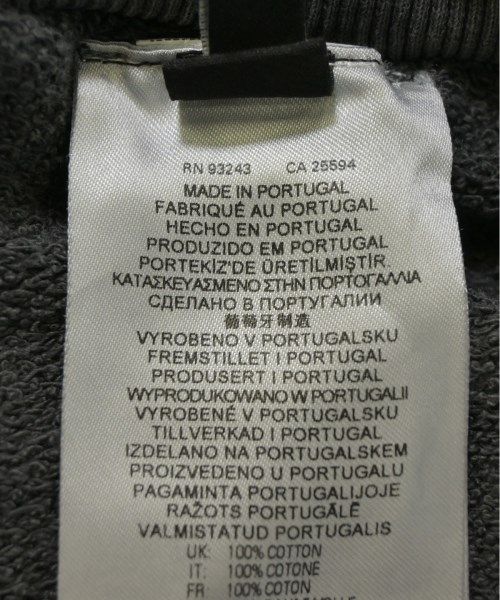 RN 93243 CA 25594
MADE IN PORTUGAL
FABRIQUÉ AU PORTUGAL
HECHO EN PORTUGAL
PRODUZIDO EM PORTUGAL
PORTEKİZ'DE ÜRETİLMİŞTİR.
ΚΑΤΑΣΚΕΥΑΣΜΕΝΟ ΣΤΗΝ ΠΟΡΤΟΓΑΛΛΙΑ
СДЕЛАНО В ПОРТУГАЛИИ
葡萄牙制造
VYROBENO V PORTUGALSKU
FREMSTILLET I PORTUGAL
PRODUSERT I PORTUGAL
WYPRODUKOWANO W PORTUGALII
VYROBENÉ V PORTUGALSKU
TILLVERKAD I PORTUGAL
IZDELANO NA PORTUGALSKEM
PROIZVEDENO U PORTUGALU
PAGAMINTA PORTUGALIJOJE
RAŽOTS PORTUGĀLĒ
VALMISTATUD PORTUGALIS
UK: 100% COTTON
IT: 100% COTONE
FR: 100% COTON